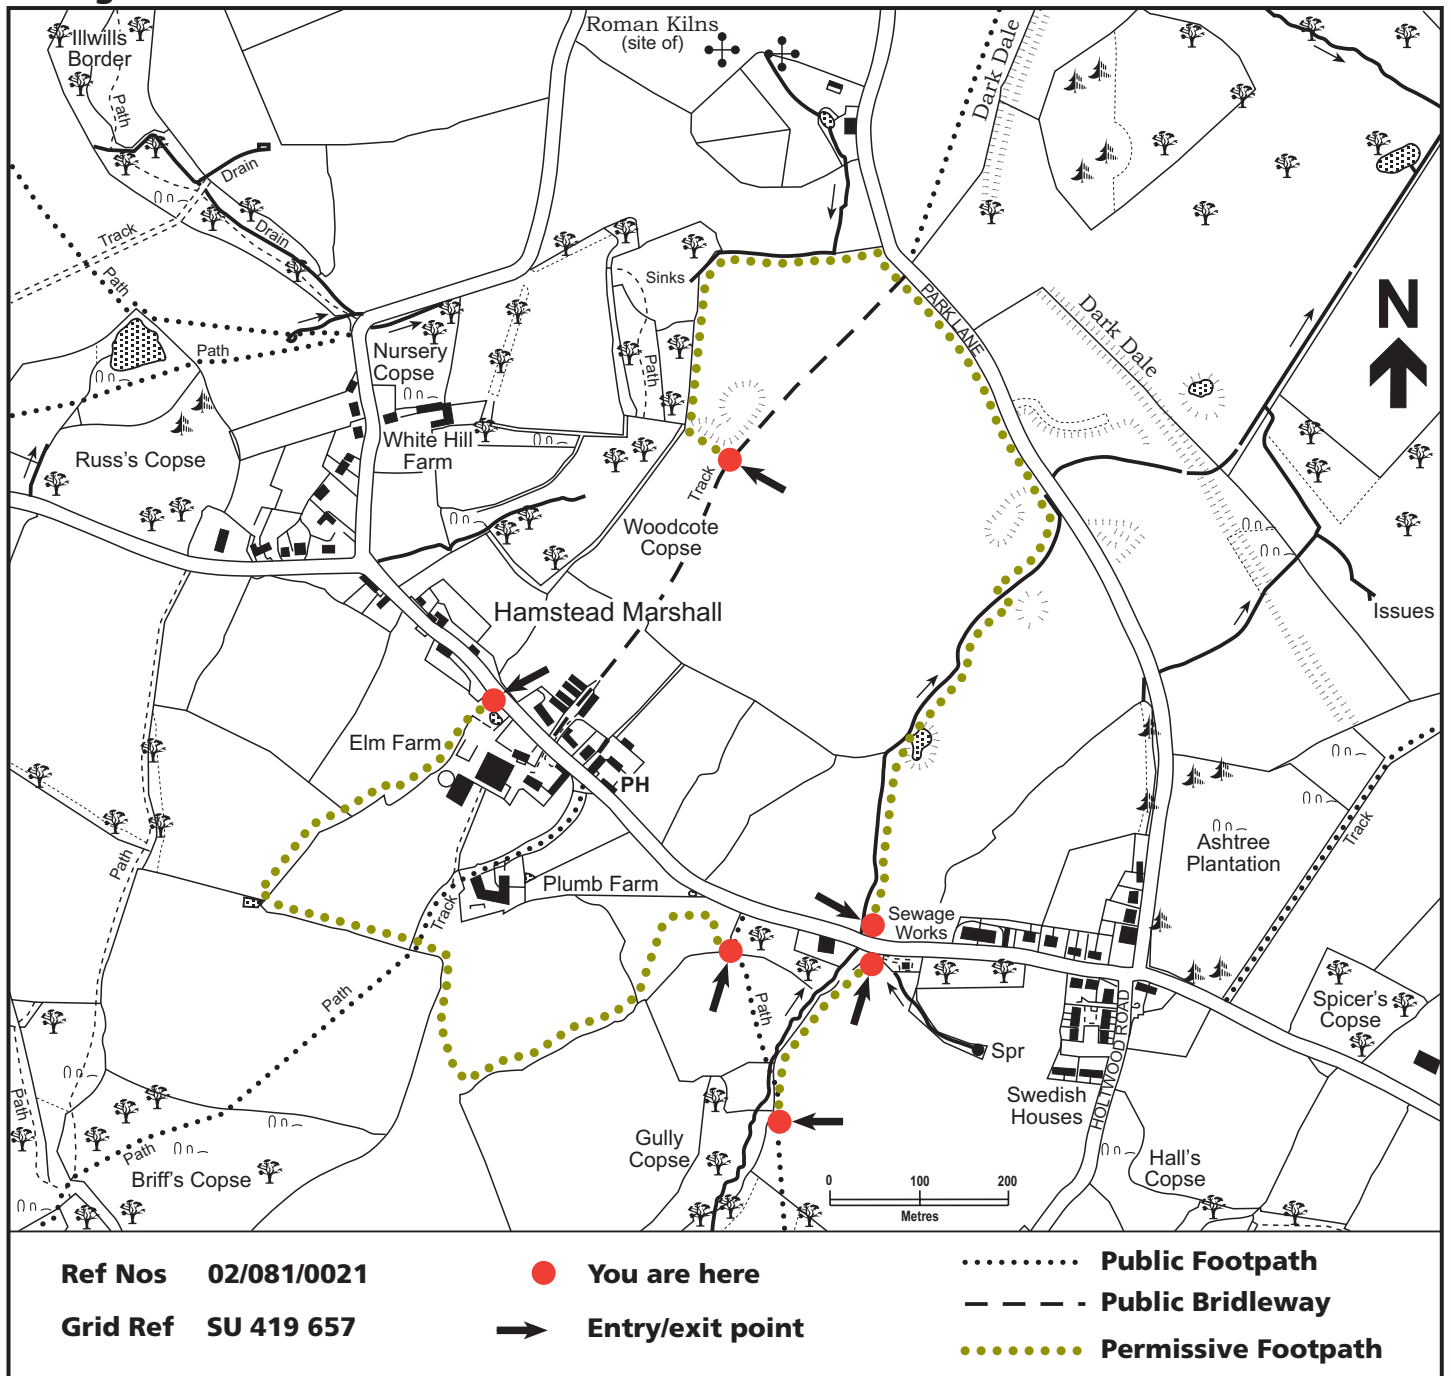 Illwills
Border
Roman Kilns
(site of)
Dark Dale
Path
Drain
Drain
Track
Path
Sinks
PARK LANE
Dark Dale
N
Path
Nursery
Copse
Path
White Hill
Farm
Russ's Copse
Track
Woodcote
Copse
Hamstead Marshall
Issues
Elm Farm
PH
Path
Ashtree
Plantation
Track
Plumb Farm
Track
Sewage
Works
Path
Path
Spicer's
Copse
Spr
HOLTWOOD ROAD
Swedish
Houses
Path
Path
Briff's Copse
Gully
Copse
Hall's
Copse
0 100 200
Metres
Ref Nos 02/081/0021
Grid Ref SU 419 657
You are here
Entry/exit point
Public Footpath
Public Bridleway
Permissive Footpath